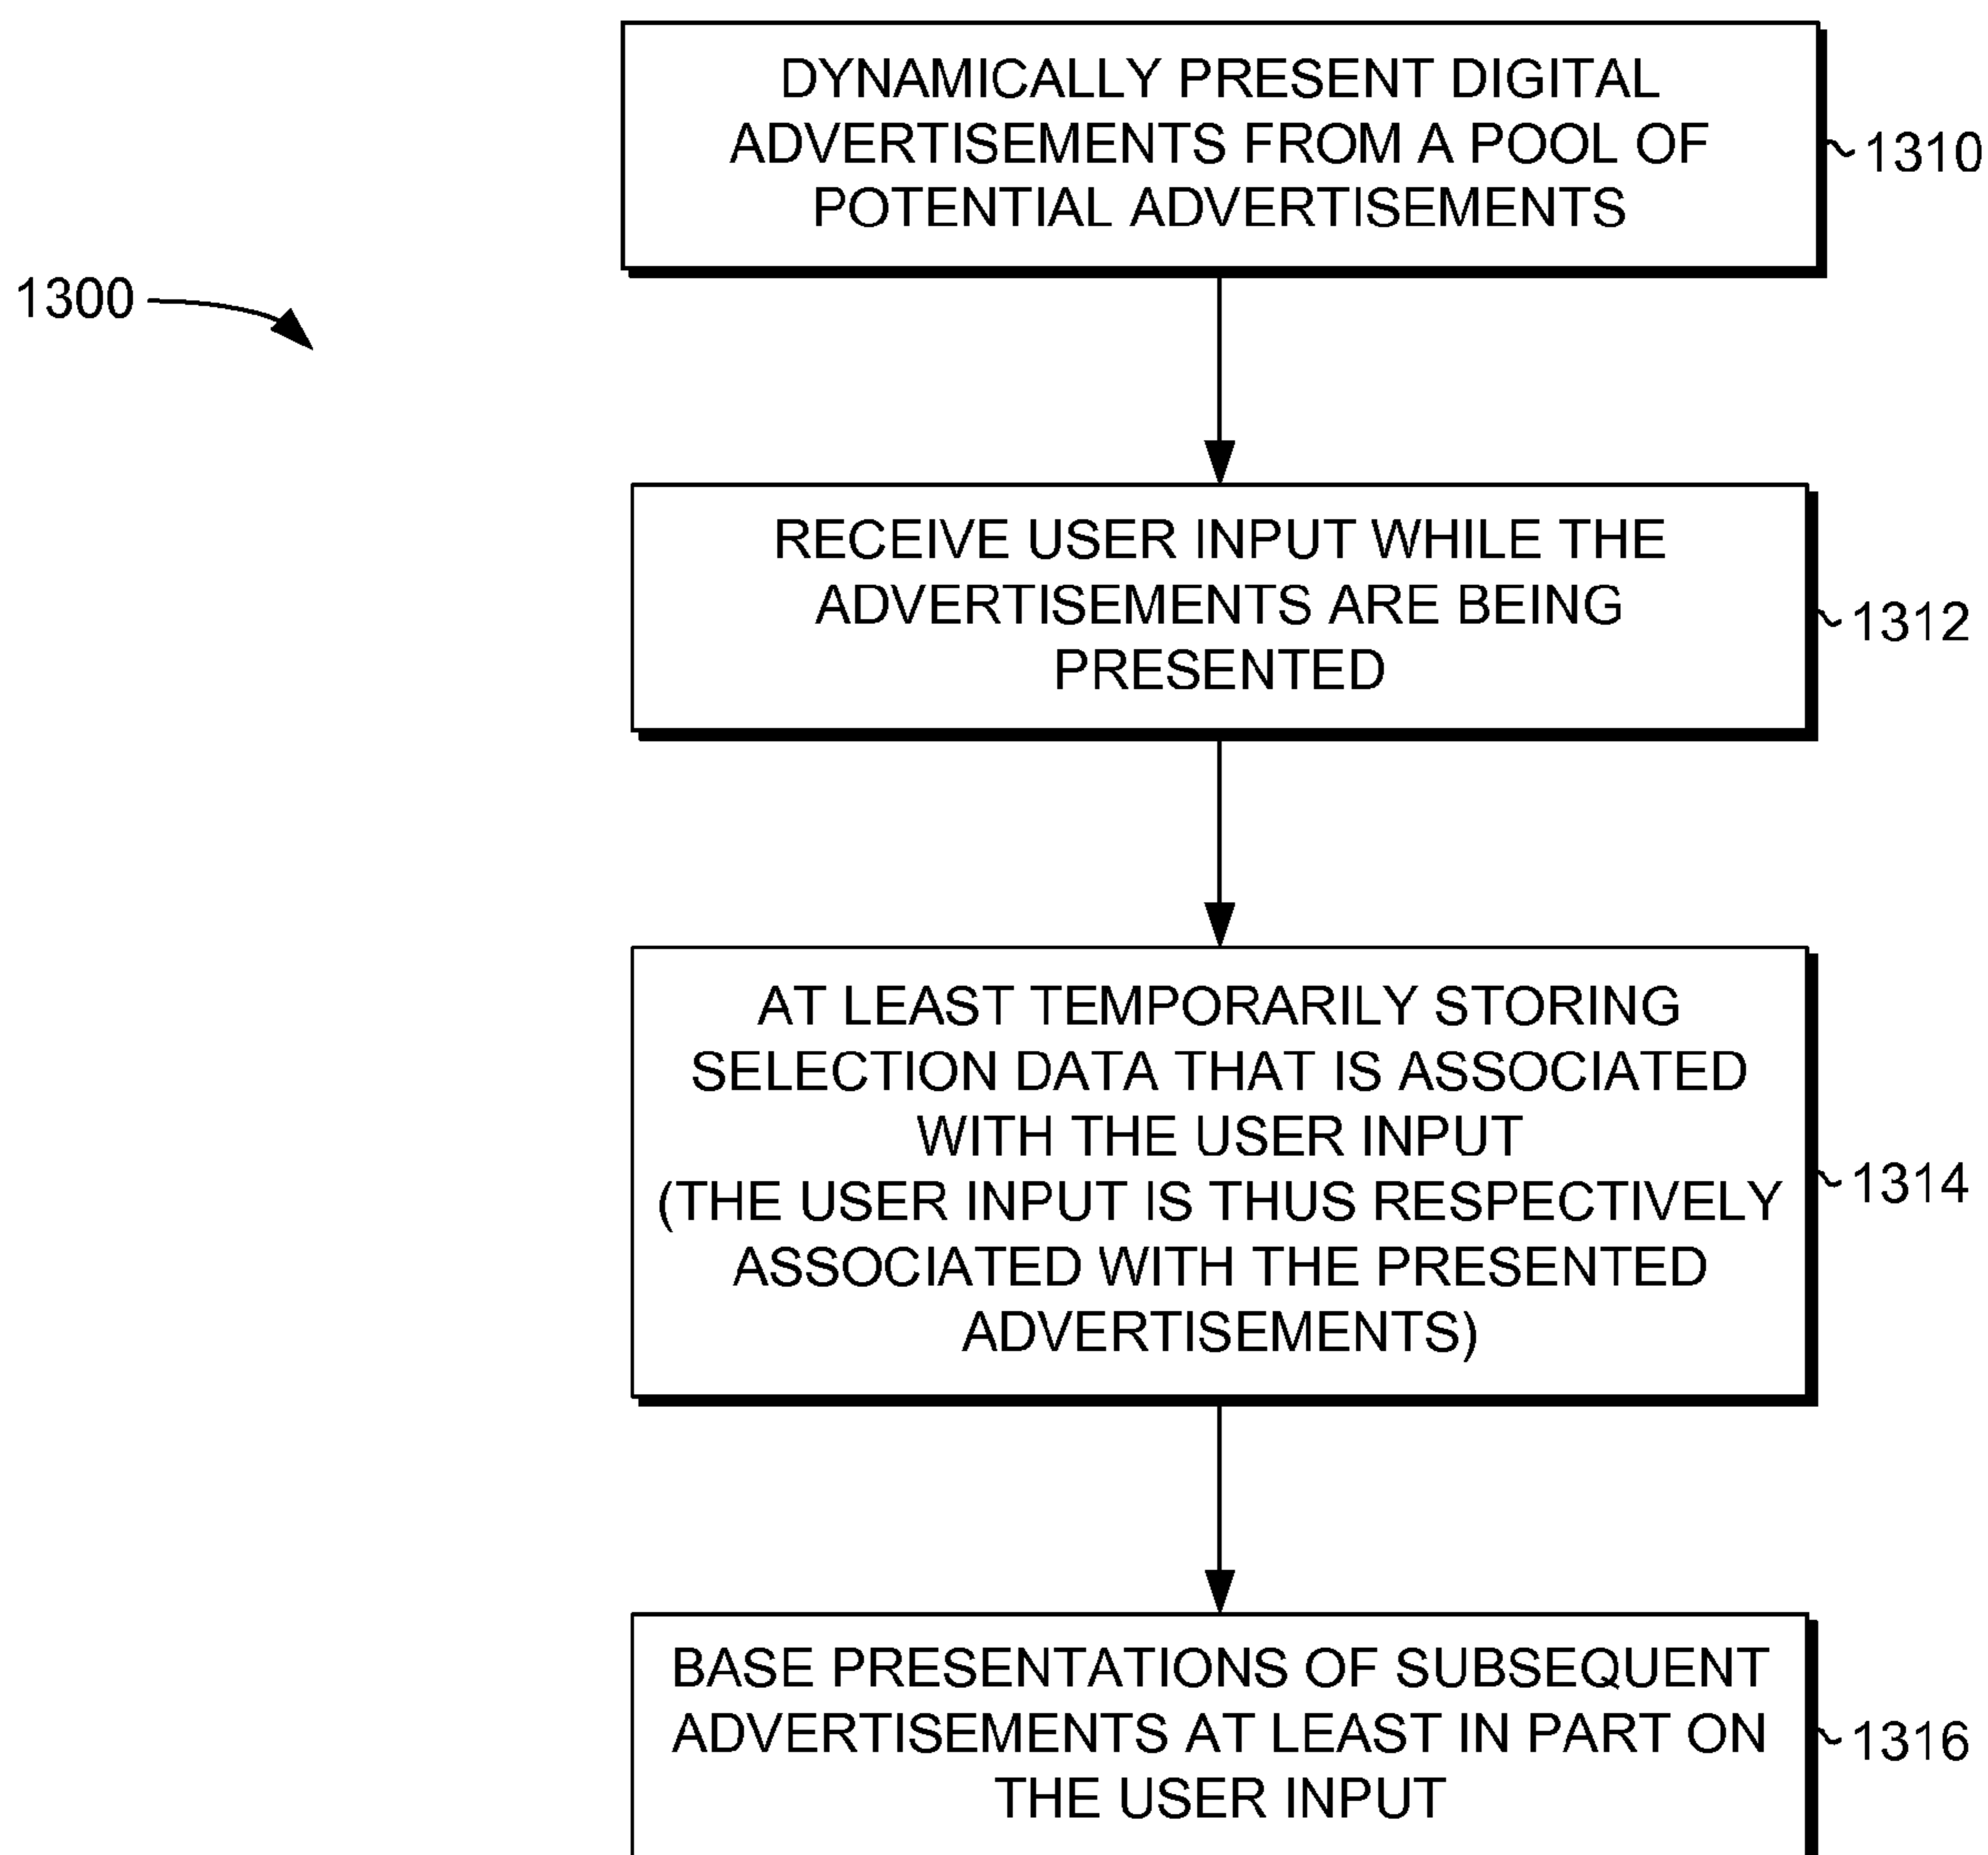 DYNAMICALLY PRESENT DIGITAL
ADVERTISEMENTS FROM A POOL OF
POTENTIAL ADVERTISEMENTS
1310
1300
RECEIVE USER INPUT WHILE THE
ADVERTISEMENTS ARE BEING
PRESENTED
1312
AT LEAST TEMPORARILY STORING
SELECTION DATA THAT IS ASSOCIATED
WITH THE USER INPUT
(THE USER INPUT IS THUS RESPECTIVELY
ASSOCIATED WITH THE PRESENTED
ADVERTISEMENTS)
1314
BASE PRESENTATIONS OF SUBSEQUENT
ADVERTISEMENTS AT LEAST IN PART ON
THE USER INPUT
1316